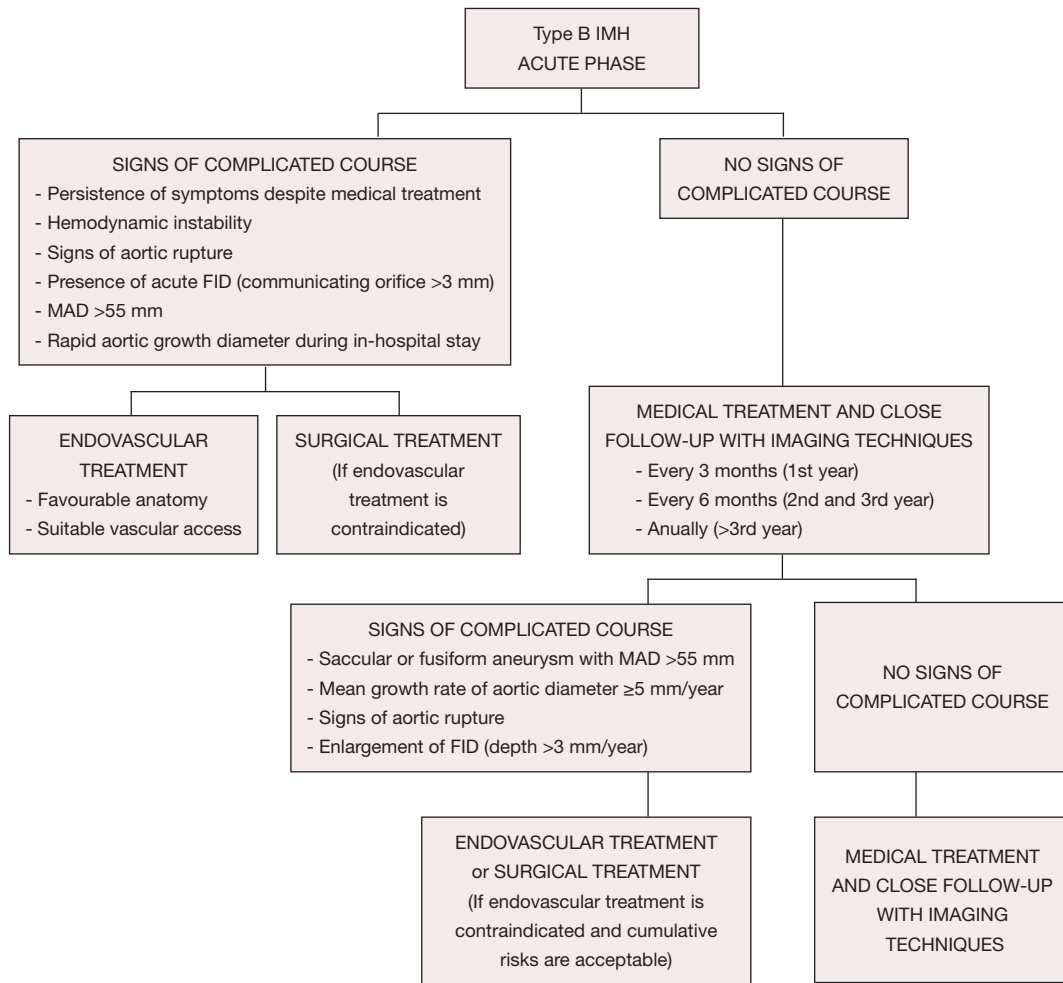 Type B IMH
ACUTE PHASE
SIGNS OF COMPLICATED COURSE
- Persistence of symptoms despite medical treatment
- Hemodynamic instability
- Signs of aortic rupture
- Presence of acute FID (communicating orifice >3 mm)
- MAD >55 mm
- Rapid aortic growth diameter during in-hospital stay
NO SIGNS OF
COMPLICATED COURSE
ENDOVASCULAR
TREATMENT
- Favourable anatomy
- Suitable vascular access
SURGICAL TREATMENT
(If endovascular
treatment is
contraindicated)
MEDICAL TREATMENT AND CLOSE
FOLLOW-UP WITH IMAGING TECHNIQUES
- Every 3 months (1st year)
- Every 6 months (2nd and 3rd year)
- Anually (>3rd year)
SIGNS OF COMPLICATED COURSE
- Saccular or fusiform aneurysm with MAD >55 mm
- Mean growth rate of aortic diameter ≥5 mm/year
- Signs of aortic rupture
- Enlargement of FID (depth >3 mm/year)
NO SIGNS OF
COMPLICATED COURSE
ENDOVASCULAR TREATMENT
or SURGICAL TREATMENT
(If endovascular treatment is
contraindicated and cumulative
risks are acceptable)
MEDICAL TREATMENT
AND CLOSE FOLLOW-UP
WITH IMAGING
TECHNIQUES